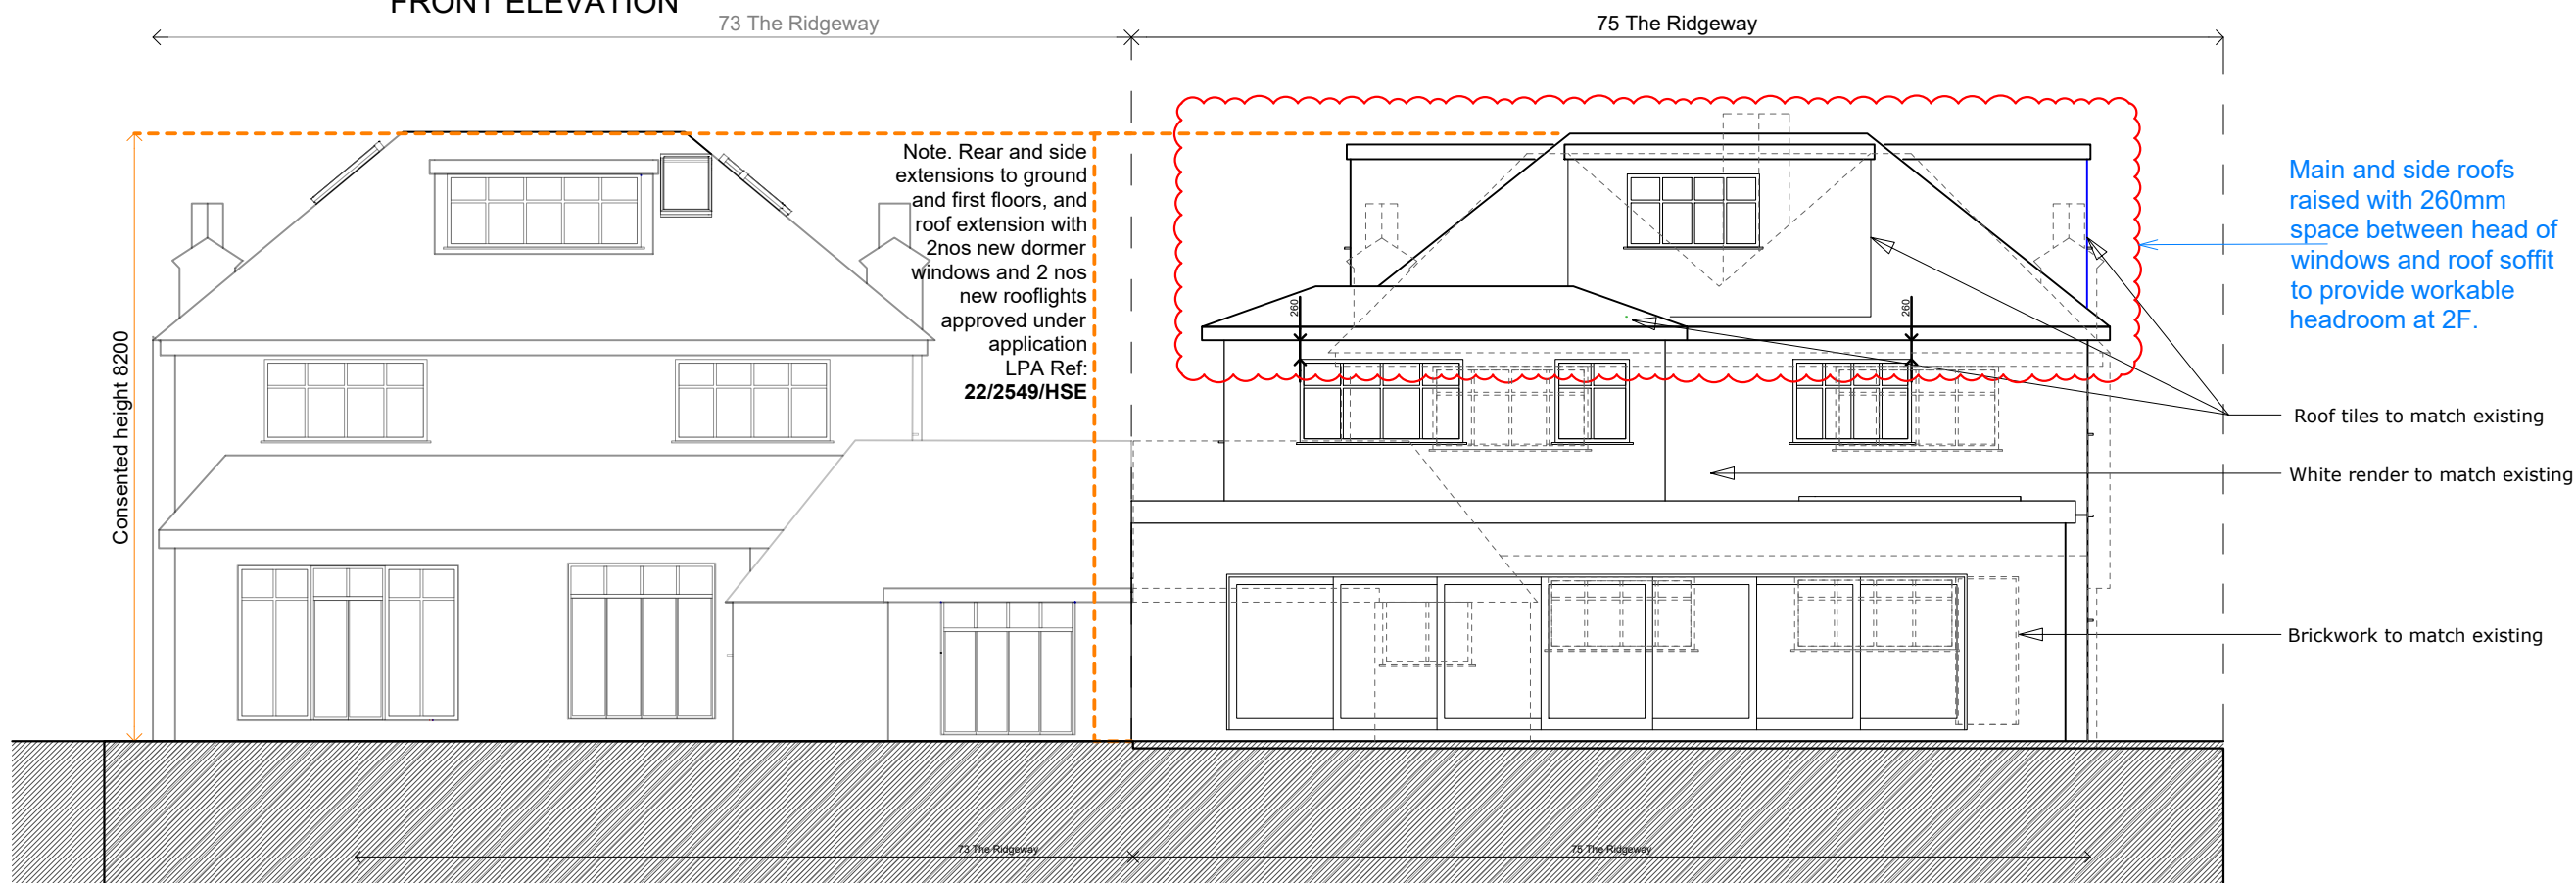 FRONT ELEVATION
73 The Ridgeway
75 The Ridgeway
Note. Rear and side
extensions to ground
and first floors, and
roof extension with
2nos new dormer
windows and 2 nos
new rooflights
approved under
application
LPA Ref:
22/2549/HSE
Consented height 8200
260
260
Main and side roofs
raised with 260mm
space between head of
windows and roof soffit
to provide workable
headroom at 2F.
Roof tiles to match existing
White render to match existing
Brickwork to match existing
73 The Ridgeway
75 The Ridgeway